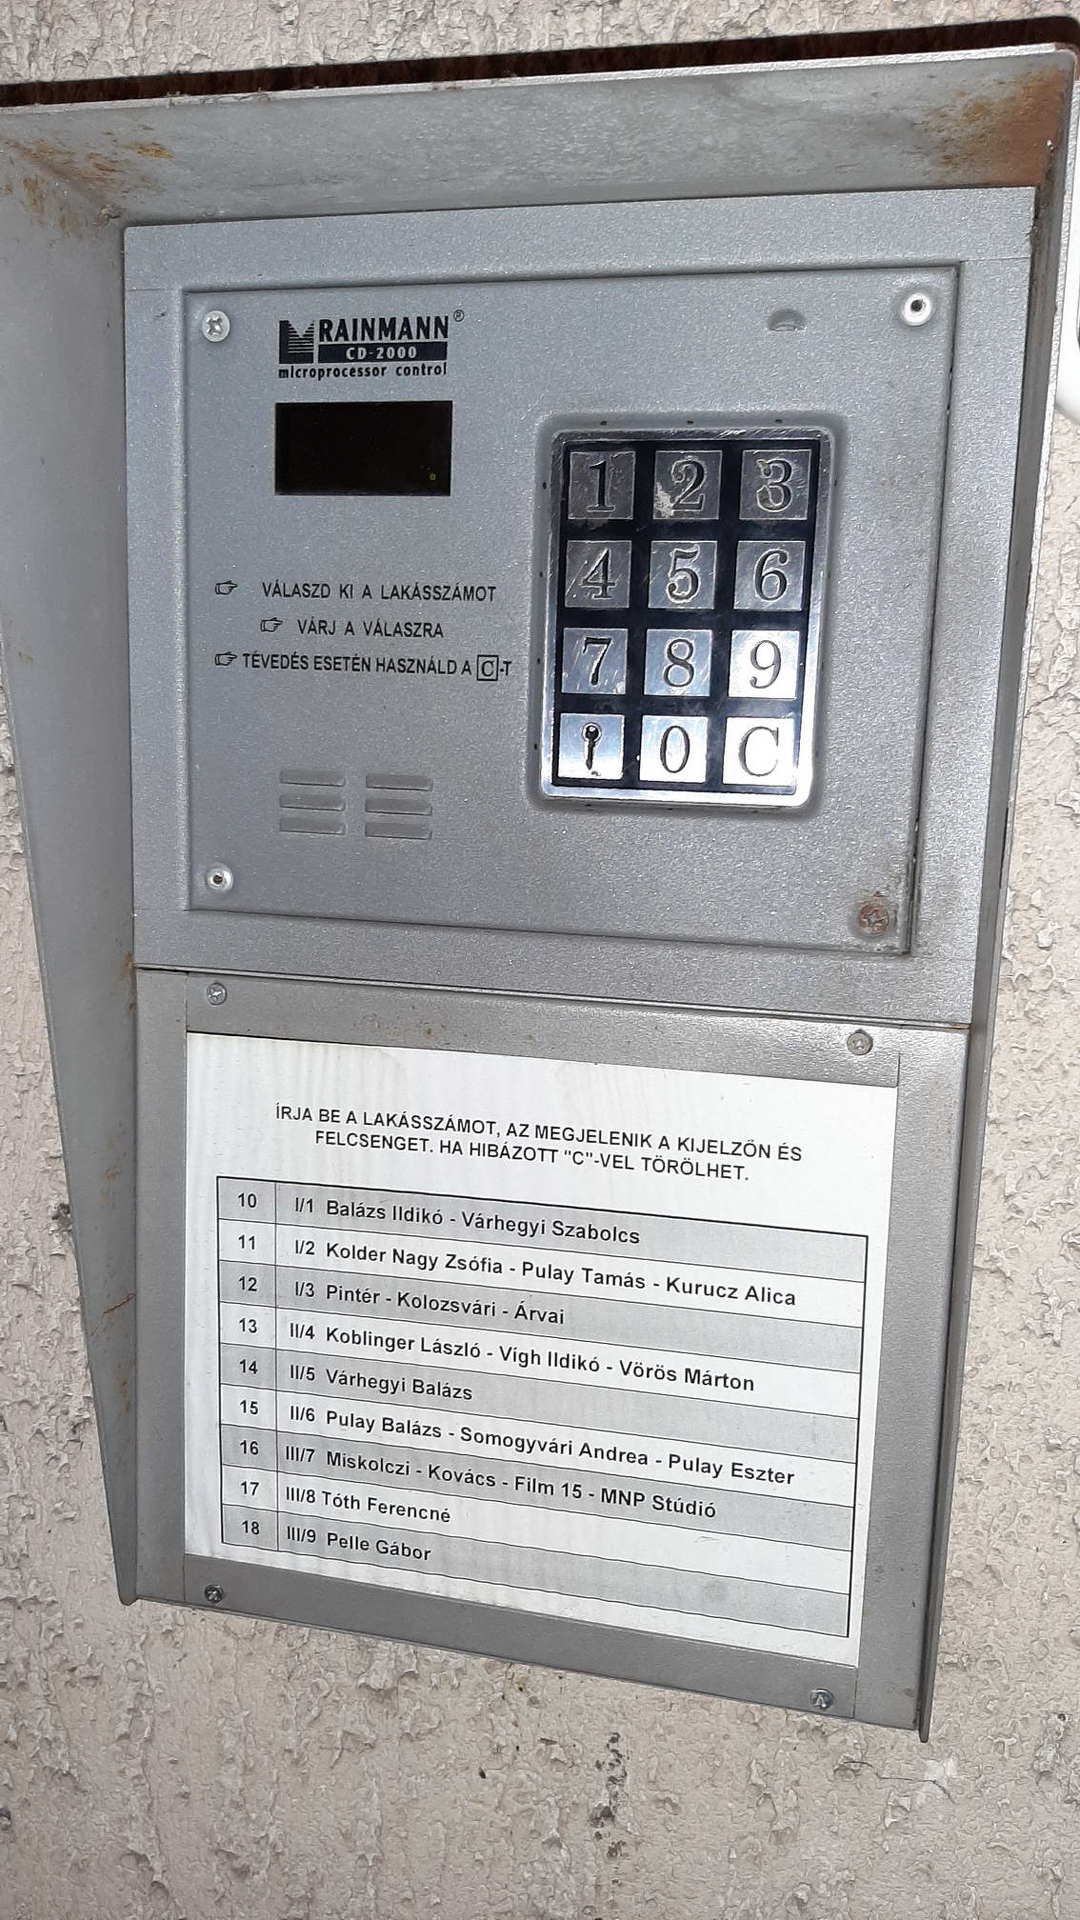 RAINMANN®
CD-2000
microprocessor control
1 2 3
4 5 6
7 8 9
0 C
VÁLASZD KI A LAKÁSSZÁMOT
VÁRJ A VÁLASZRA
TÉVEDÉS ESETÉN HASZNÁLD A C-T
ÍRJA BE A LAKÁSSZÁMOT, AZ MEGJELENIK A KIJELZŐN ÉS
FELCSENGET. HA HIBÁZOTT "C"-VEL TÖRÖLHET.
10 I/1 Balázs Ildikó - Várhegyi Szabolcs
11 I/2 Kolder Nagy Zsófia - Pulay Tamás - Kurucz Alica
12 I/3 Pintér - Kolozsvári - Árvai
13 II/4 Koblinger László - Vígh Ildikó - Vörös Márton
14 II/5 Várhegyi Balázs
15 II/6 Pulay Balázs - Somogyvári Andrea - Pulay Eszter
16 III/7 Miskolczi - Kovács - Film 15 - MNP Stúdió
17 III/8 Tóth Ferencné
18 III/9 Pelle Gábor